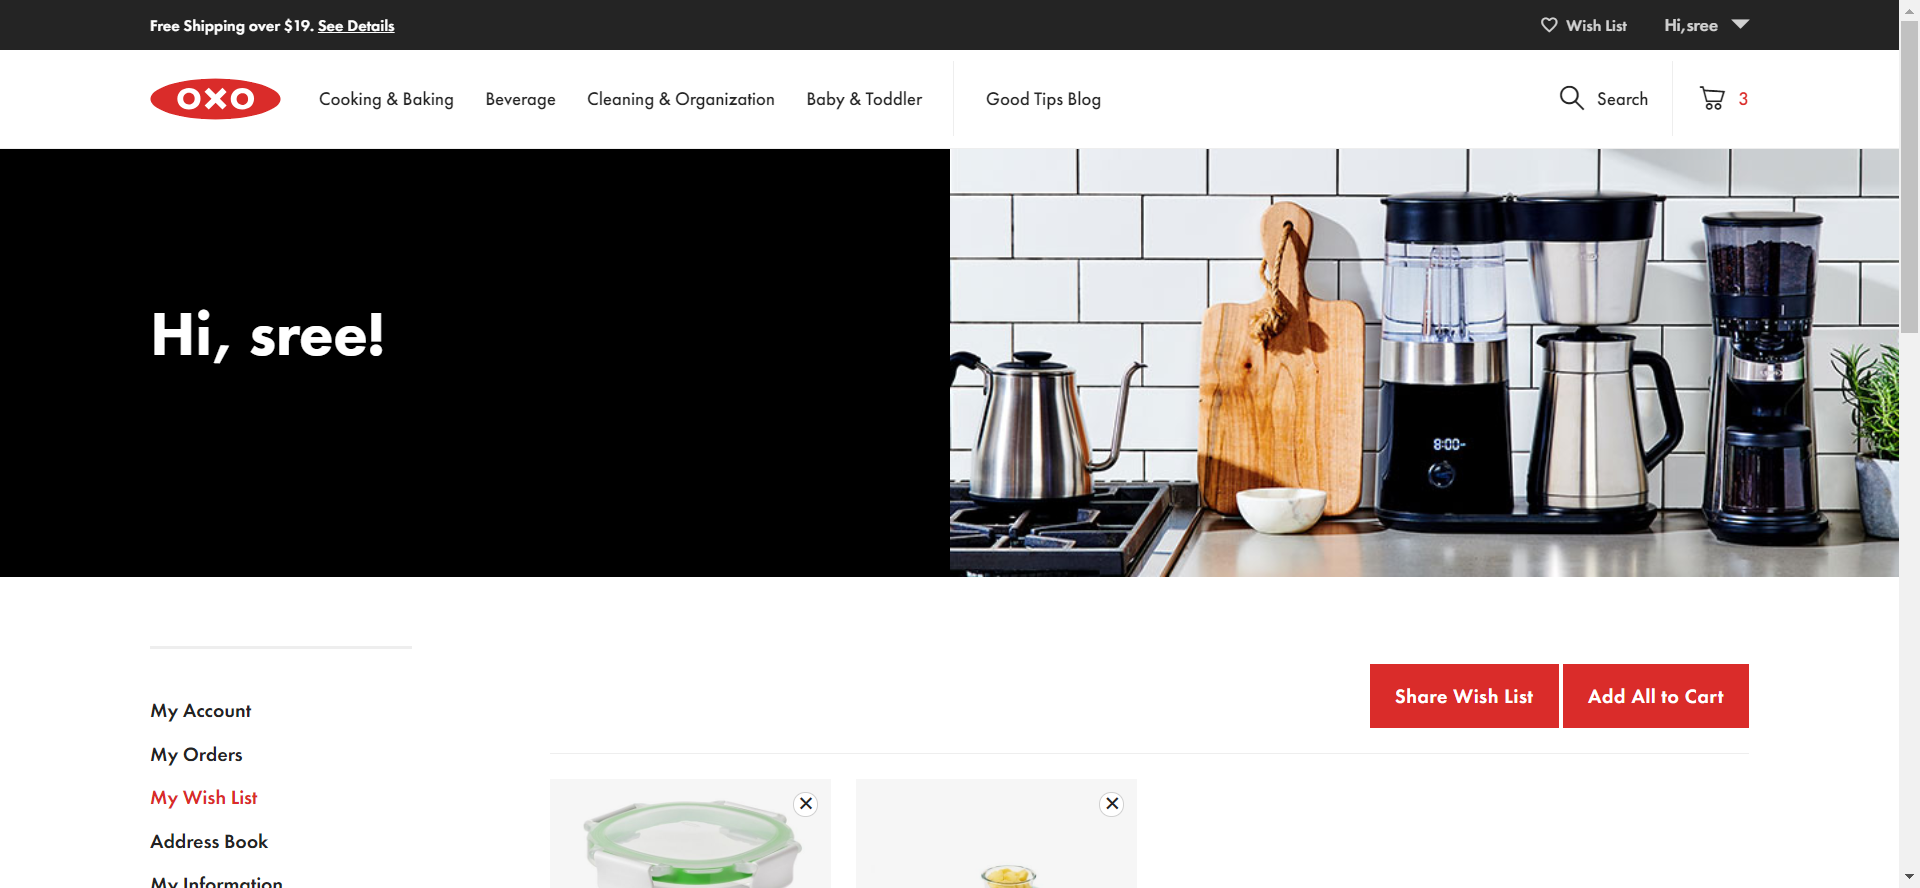 Free Shipping over $19. See Details
Wish List
Hi,sree
OXO
Cooking & Baking
Beverage
Cleaning & Organization
Baby & Toddler
Good Tips Blog
Search
3
Hi, sree!
8:00
Share Wish List
Add All to Cart
My Account
My Orders
My Wish List
Address Book
My Information